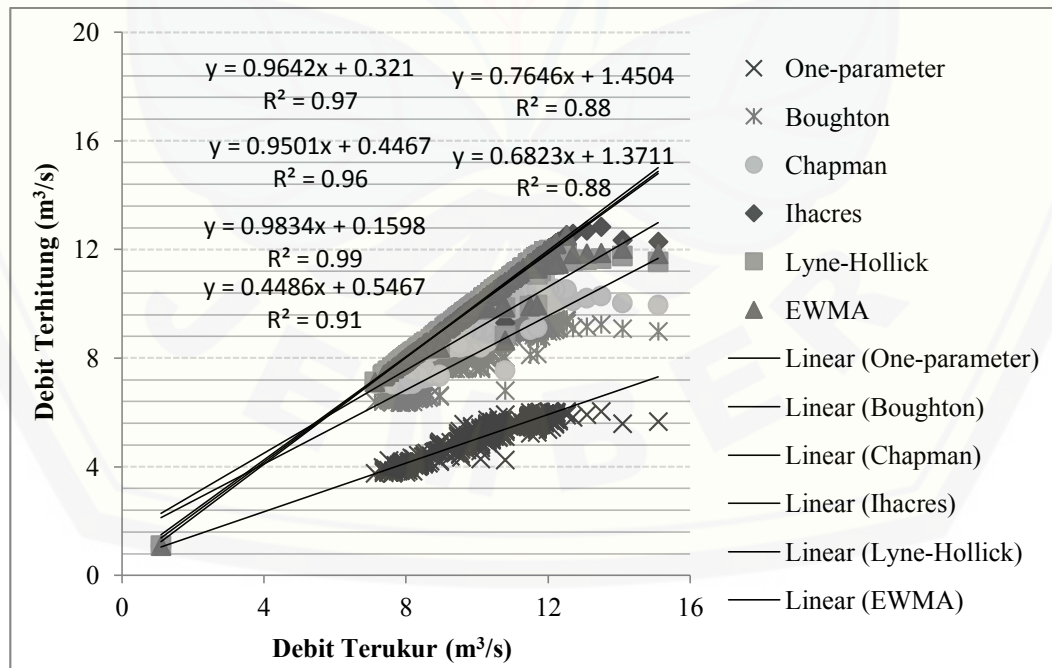 20
16
12
8
4
0
0 4 8 12 16
Debit Terhitung (m³/s)
Debit Terukur (m³/s)
y = 0.9642x + 0.321
R² = 0.97
y = 0.7646x + 1.4504
R² = 0.88
y = 0.9501x + 0.4467
R² = 0.96
y = 0.6823x + 1.3711
R² = 0.88
y = 0.9834x + 0.1598
R² = 0.99
y = 0.4486x + 0.5467
R² = 0.91
One-parameter
Boughton
Chapman
Ihacres
Lyne-Hollick
EWMA
Linear (One-parameter)
Linear (Boughton)
Linear (Chapman)
Linear (Ihacres)
Linear (Lyne-Hollick)
Linear (EWMA)